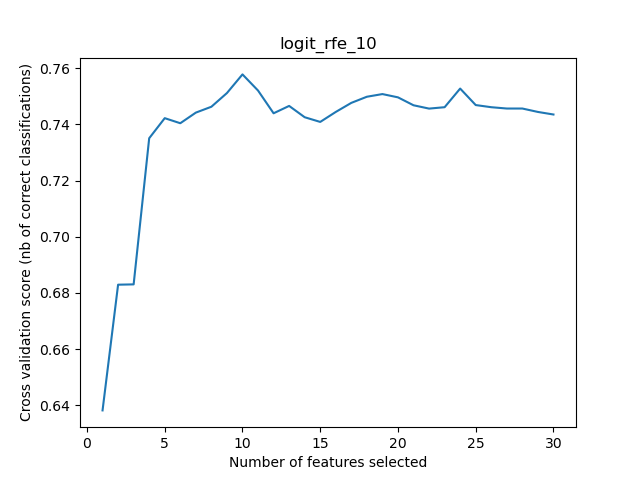 logit_rfe_10
0.76
0.74
0.72
0.70
0.68
0.66
0.64
Cross validation score (nb of correct classifications)
0 5 10 15 20 25 30
Number of features selected